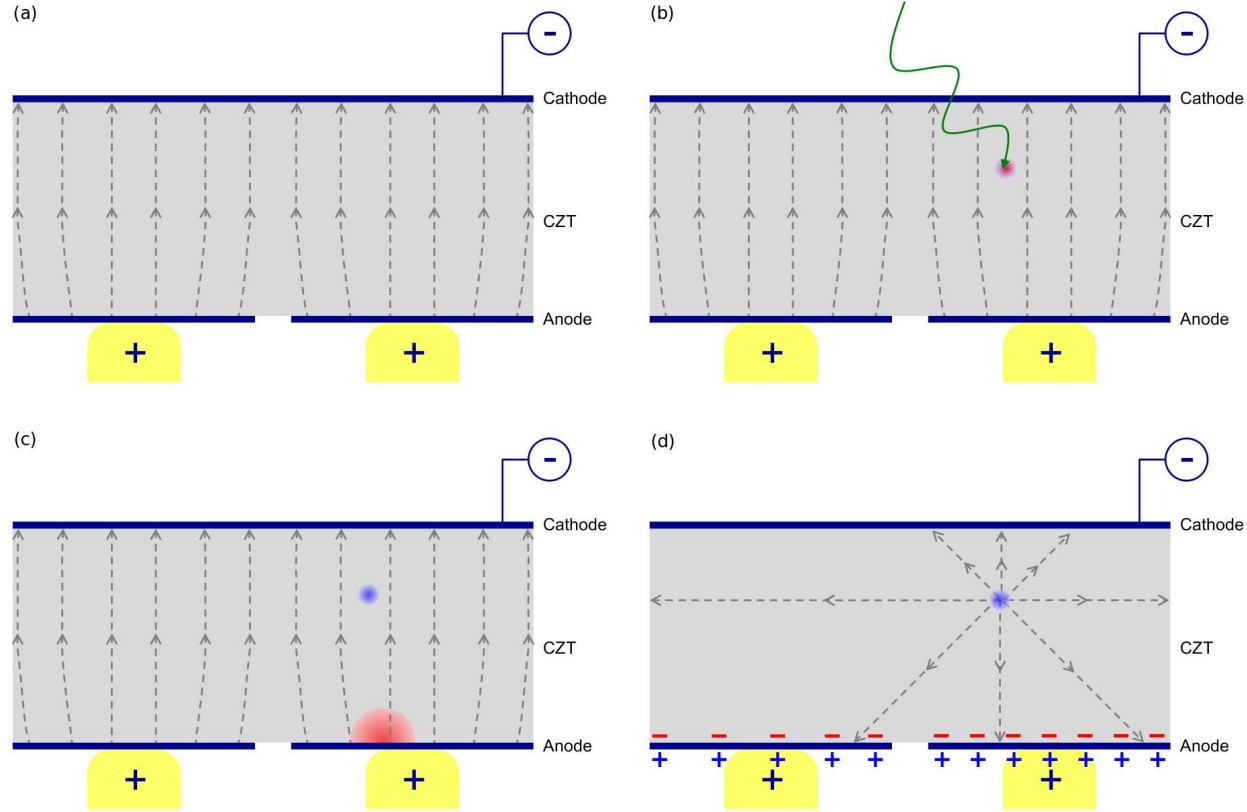 (a)
-
Cathode
CZT
Anode
+ +
(b)
-
Cathode
CZT
Anode
+ +
(c)
-
Cathode
CZT
Anode
+ +
(d)
-
Cathode
CZT
- - - - - - - - - - - -
Anode
+ + + + + + + + + + + +
+